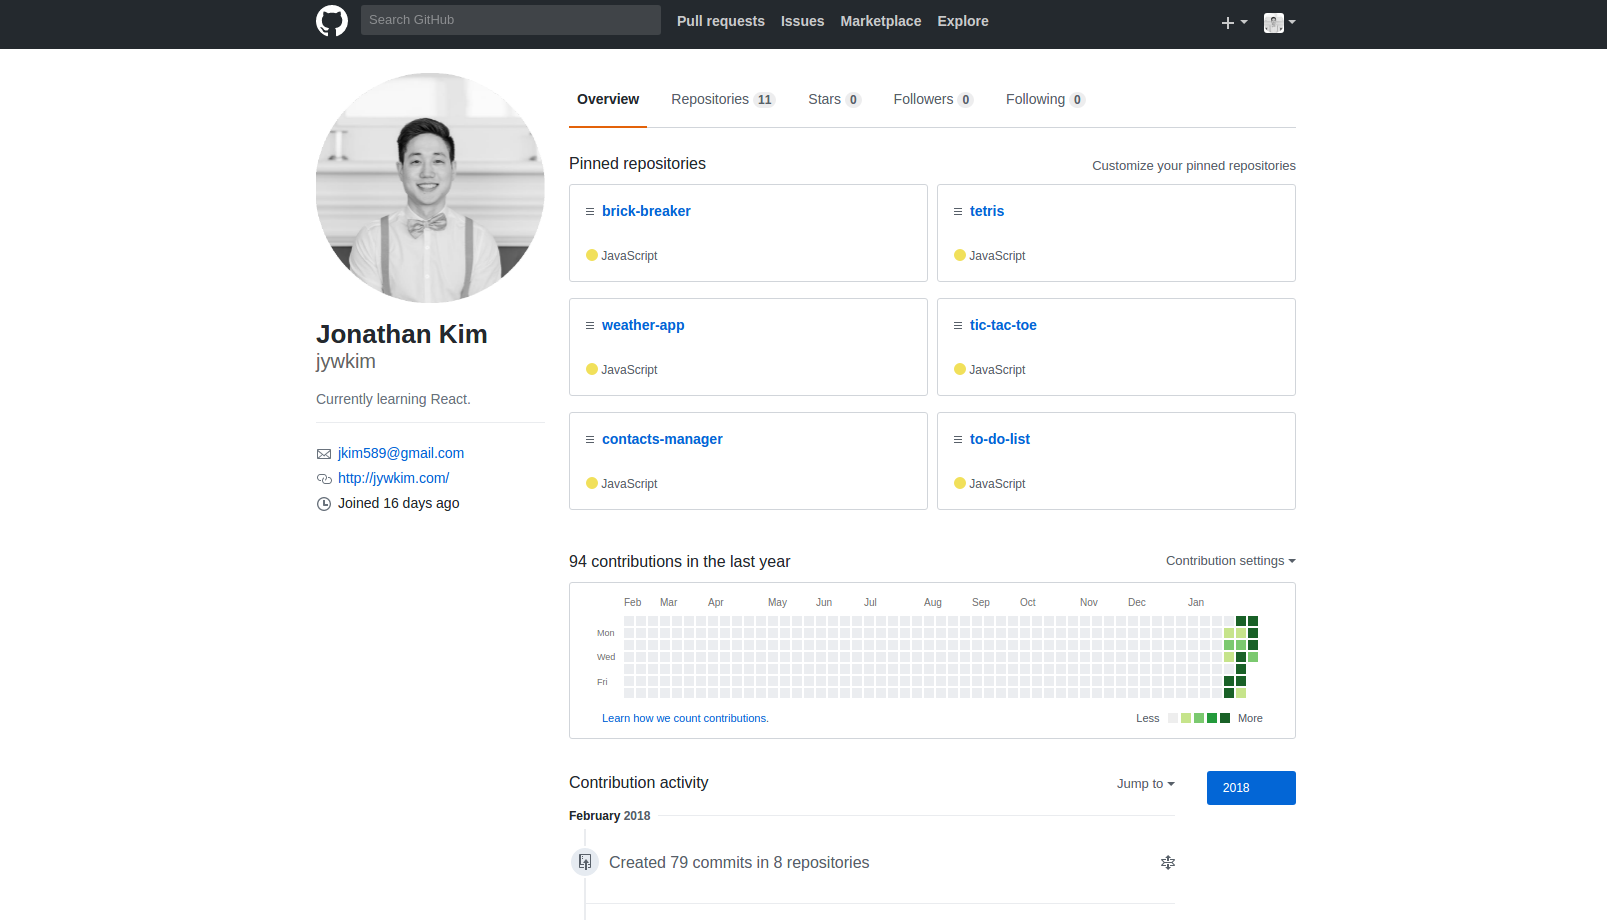 Search GitHub
Pull requests Issues Marketplace Explore
Overview Repositories 11 Stars 0 Followers 0 Following 0
Jonathan Kim
jywkim
Currently learning React.
jkim589@gmail.com
http://jywkim.com/
Joined 16 days ago
Pinned repositories Customize your pinned repositories
brick-breaker
JavaScript
tetris
JavaScript
weather-app
JavaScript
tic-tac-toe
JavaScript
contacts-manager
JavaScript
to-do-list
JavaScript
94 contributions in the last year Contribution settings
Feb Mar Apr May Jun Jul Aug Sep Oct Nov Dec Jan
Mon
Wed
Fri
Learn how we count contributions. Less More
Contribution activity Jump to 2018
February 2018
Created 79 commits in 8 repositories